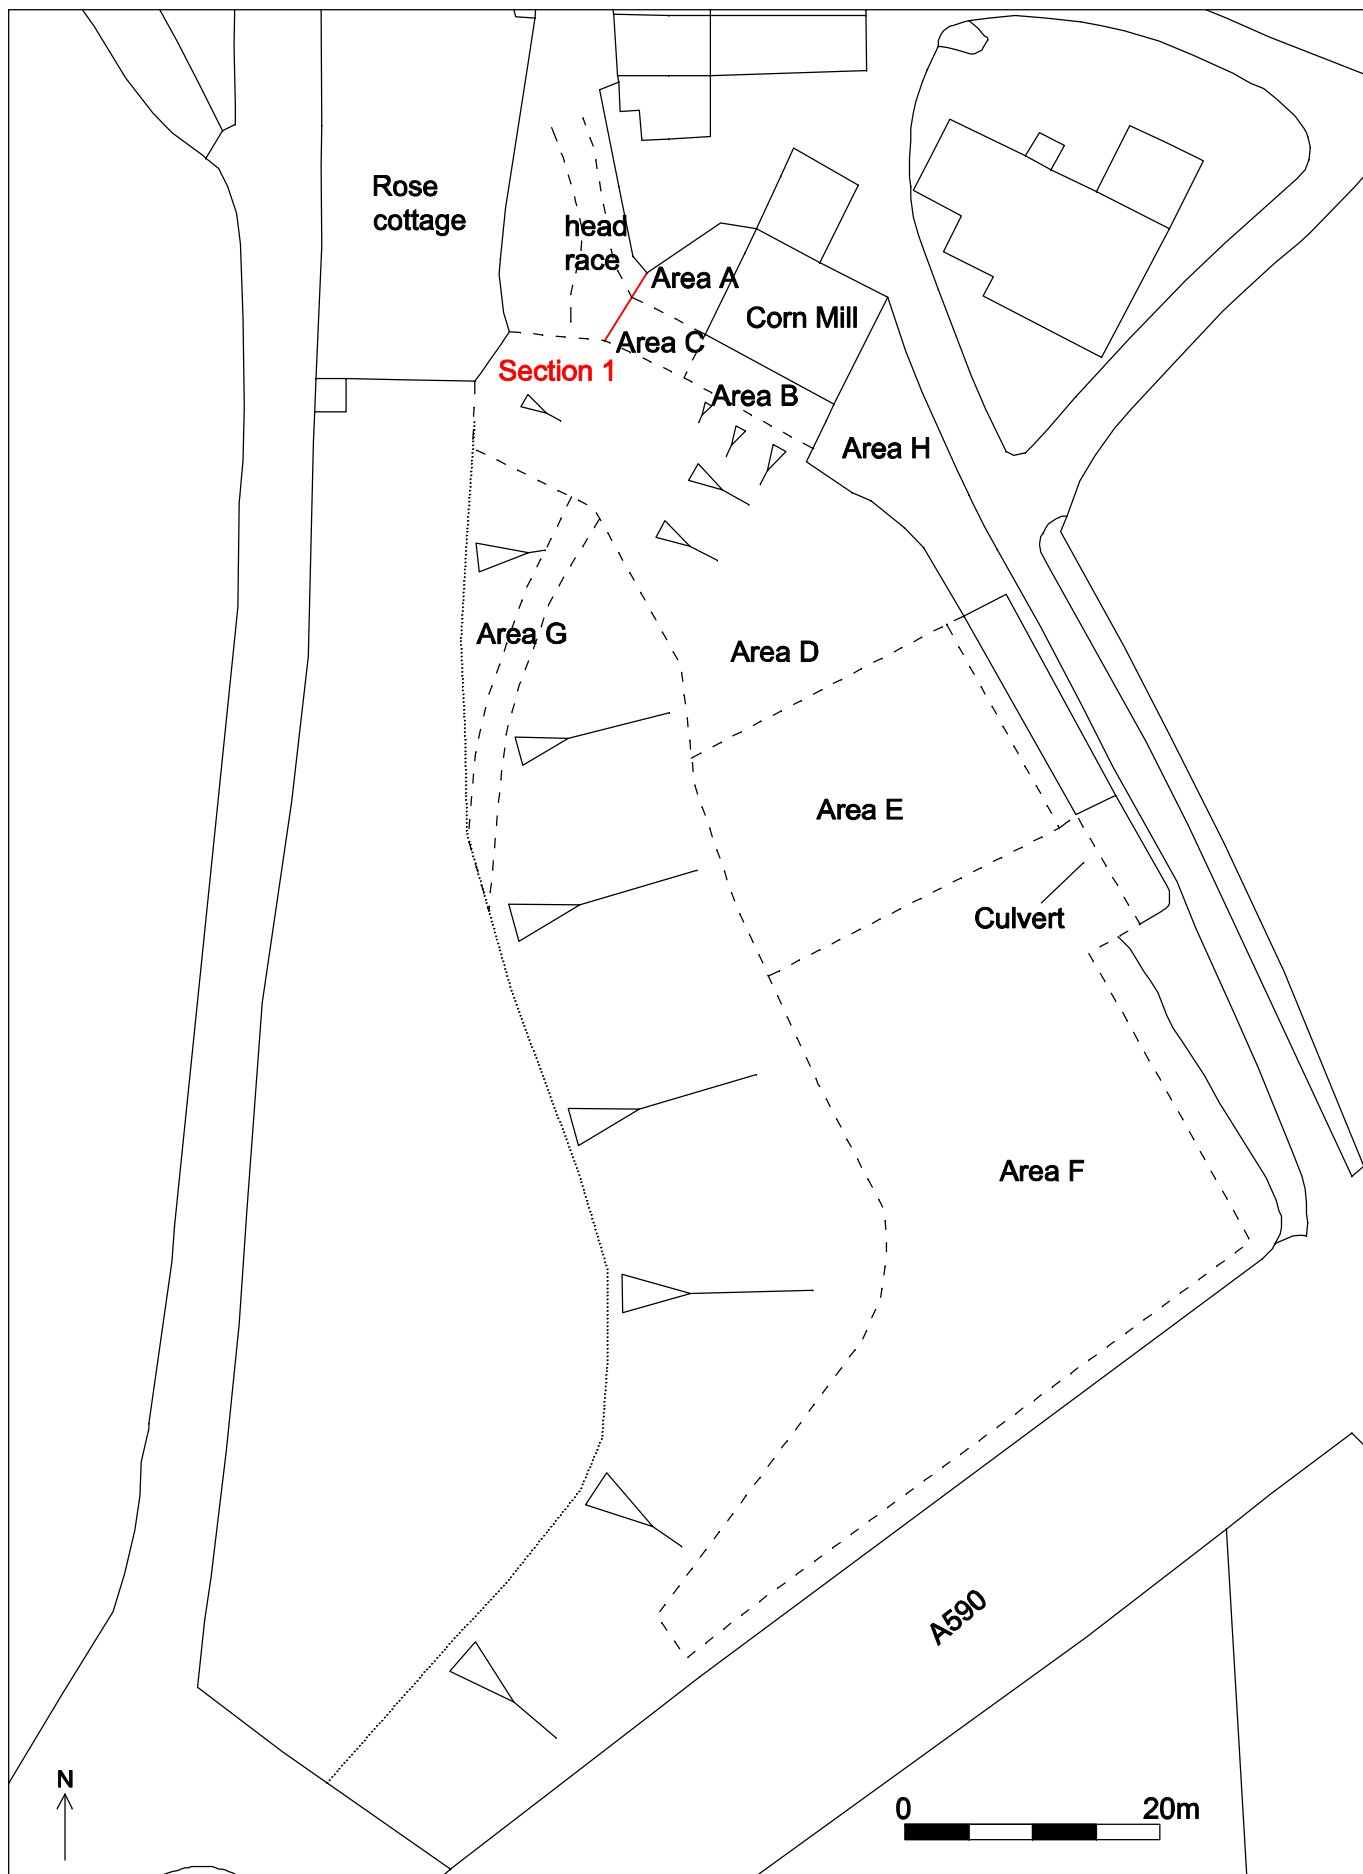 Rose
cottage
head
race
Area A
Corn Mill
Area C
Section 1
Area B
Area H
Area G
Area D
Area E
Culvert
Area F
A590
N
0 20m